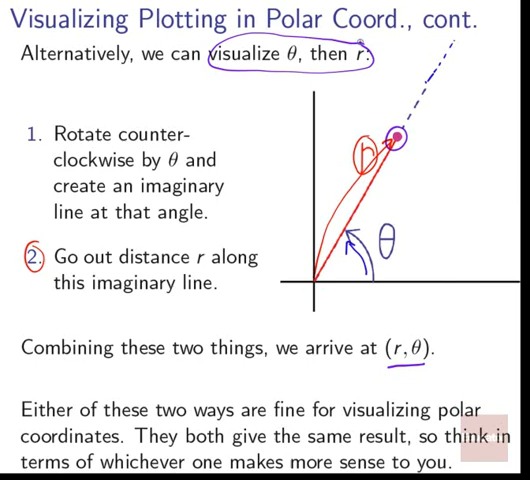 Visualizing Plotting in Polar Coord., cont.
Alternatively, we can visualize θ, then r:
1. Rotate counter-
clockwise by θ and
create an imaginary
line at that angle.
2. Go out distance r along
this imaginary line.
r
θ
Combining these two things, we arrive at (r, θ).
Either of these two ways are fine for visualizing polar
coordinates. They both give the same result, so think in
terms of whichever one makes more sense to you.